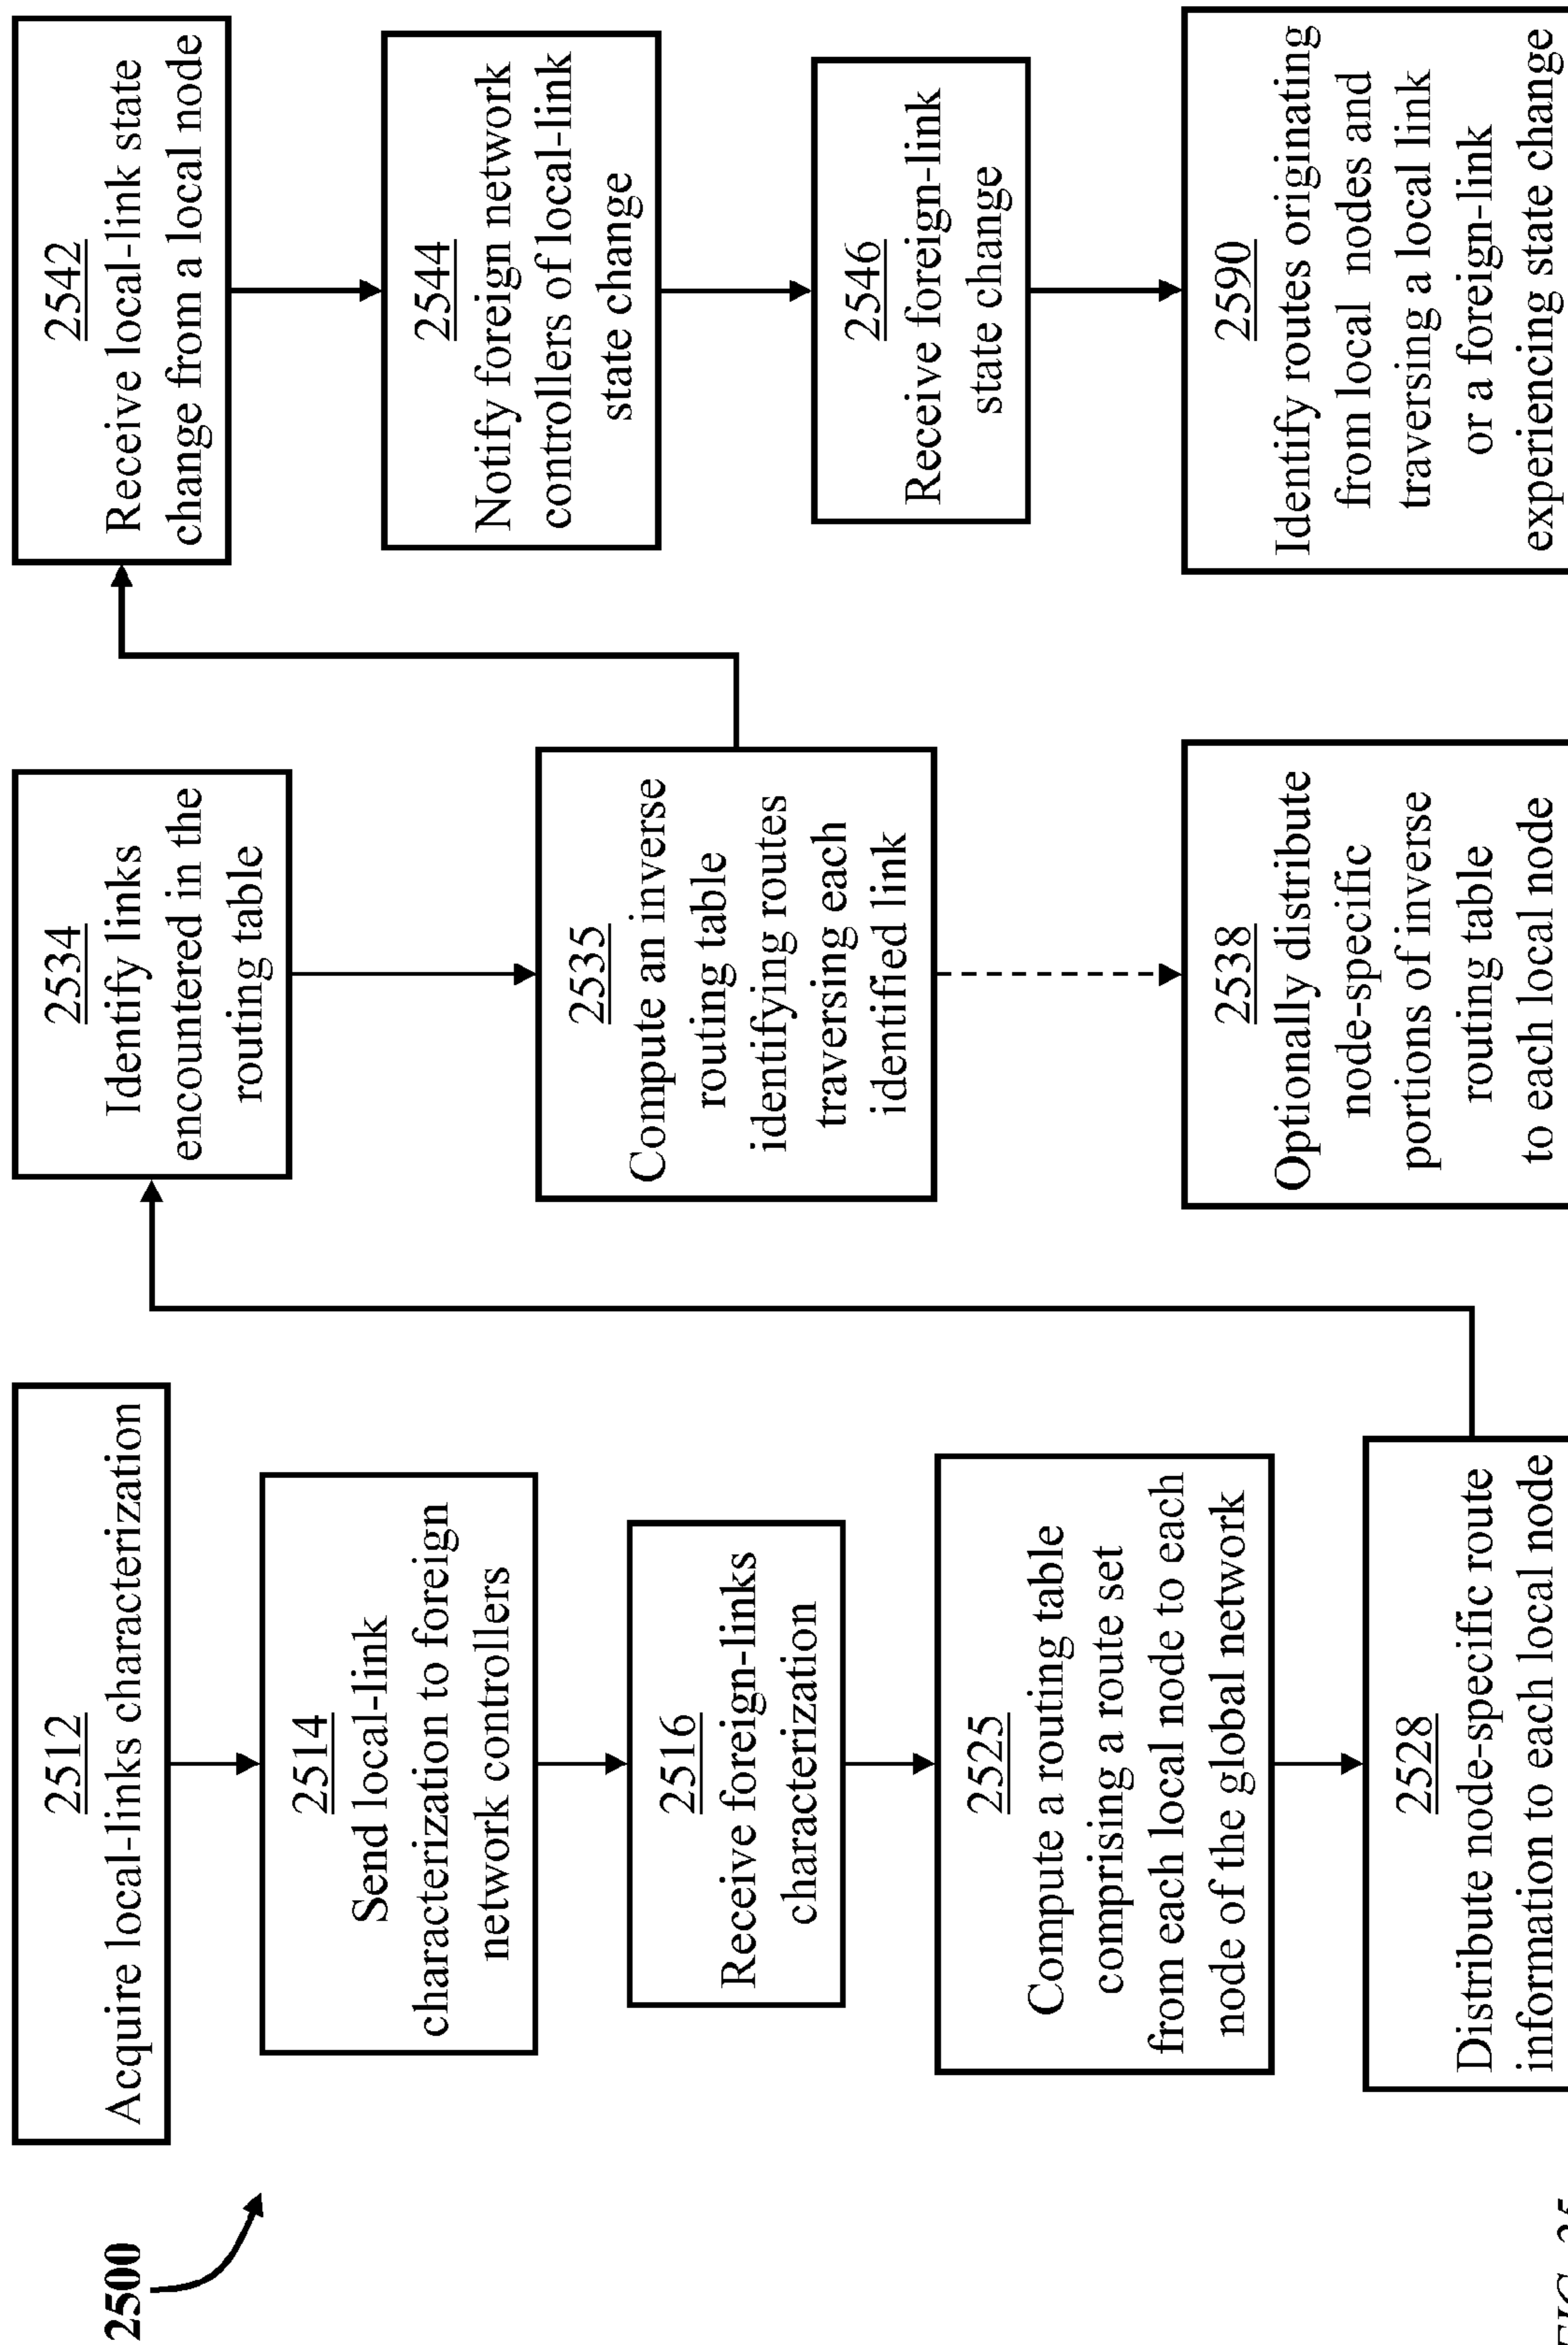 2500
2512
Acquire local-links characterization
2514
Send local-link
characterization to foreign
network controllers
2516
Receive foreign-links
characterization
2525
Compute a routing table
comprising a route set
from each local node to each
node of the global network
2528
Distribute node-specific route
information to each local node
2534
Identify links
encountered in the
routing table
2535
Compute an inverse
routing table
identifying routes
traversing each
identified link
2538
Optionally distribute
node-specific
portions of inverse
routing table
to each local node
2542
Receive local-link state
change from a local node
2544
Notify foreign network
controllers of local-link
state change
2546
Receive foreign-link
state change
2590
Identify routes originating
from local nodes and
traversing a local link
or a foreign-link
experiencing state change
FIG. 25